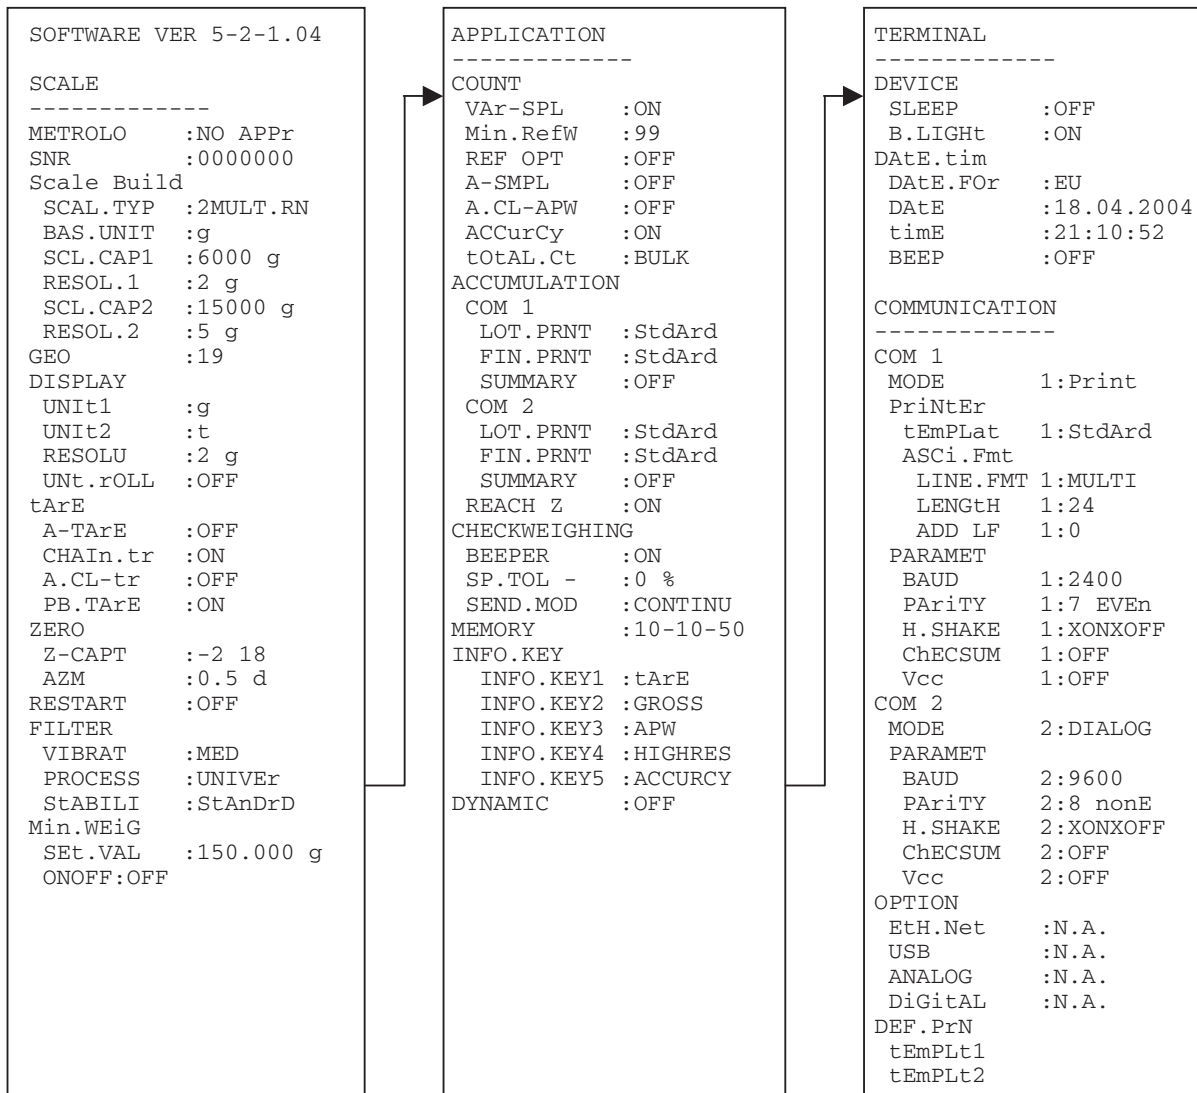 SOFTWARE VER 5-2-1.04
SCALE
-------------
METROLO :NO APPr
SNR :0000000
Scale Build
SCAL.TYP :2MULT.RN
BAS.UNIT :g
SCL.CAP1 :6000 g
RESOL.1 :2 g
SCL.CAP2 :15000 g
RESOL.2 :5 g
GEO :19
DISPLAY
UNIt1 :g
UNIt2 :t
RESOLU :2 g
UNt.rOLL :OFF
tArE
A-TArE :OFF
CHAIn.tr :ON
A.CL-tr :OFF
PB.TArE :ON
ZERO
Z-CAPT :-2 18
AZM :0.5 d
RESTART :OFF
FILTER
VIBRAT :MED
PROCESS :UNIVEr
StABILI :StAnDrD
Min.WEiG
SEt.VAL :150.000 g
ONOFF:OFF
APPLICATION
-------------
COUNT
VAr-SPL :ON
Min.RefW :99
REF OPT :OFF
A-SMPL :OFF
A.CL-APW :OFF
ACCurCy :ON
tOtAL.Ct :BULK
ACCUMULATION
COM 1
LOT.PRNT :StdArd
FIN.PRNT :StdArd
SUMMARY :OFF
COM 2
LOT.PRNT :StdArd
FIN.PRNT :StdArd
SUMMARY :OFF
REACH Z :ON
CHECKWEIGHING
BEEPER :ON
SP.TOL - :0 %
SEND.MOD :CONTINU
MEMORY :10-10-50
INFO.KEY
INFO.KEY1 :tArE
INFO.KEY2 :GROSS
INFO.KEY3 :APW
INFO.KEY4 :HIGHRES
INFO.KEY5 :ACCURCY
DYNAMIC :OFF
TERMINAL
-------------
DEVICE
SLEEP :OFF
B.LIGHt :ON
DAtE.tim
DAtE.FOr :EU
DAtE :18.04.2004
timE :21:10:52
BEEP :OFF
COMMUNICATION
-------------
COM 1
MODE 1:Print
PriNtEr
tEmPLat 1:StdArd
ASCi.Fmt
LINE.FMT 1:MULTI
LENGtH 1:24
ADD LF 1:0
PARAMET
BAUD 1:2400
PAriTY 1:7 EVEn
H.SHAKE 1:XONXOFF
ChECSUM 1:OFF
Vcc 1:OFF
COM 2
MODE 2:DIALOG
PARAMET
BAUD 2:9600
PAriTY 2:8 nonE
H.SHAKE 2:XONXOFF
ChECSUM 2:OFF
Vcc 2:OFF
OPTION
EtH.Net :N.A.
USB :N.A.
ANALOG :N.A.
DiGitAL :N.A.
DEF.PrN
tEmPLt1
tEmPLt2